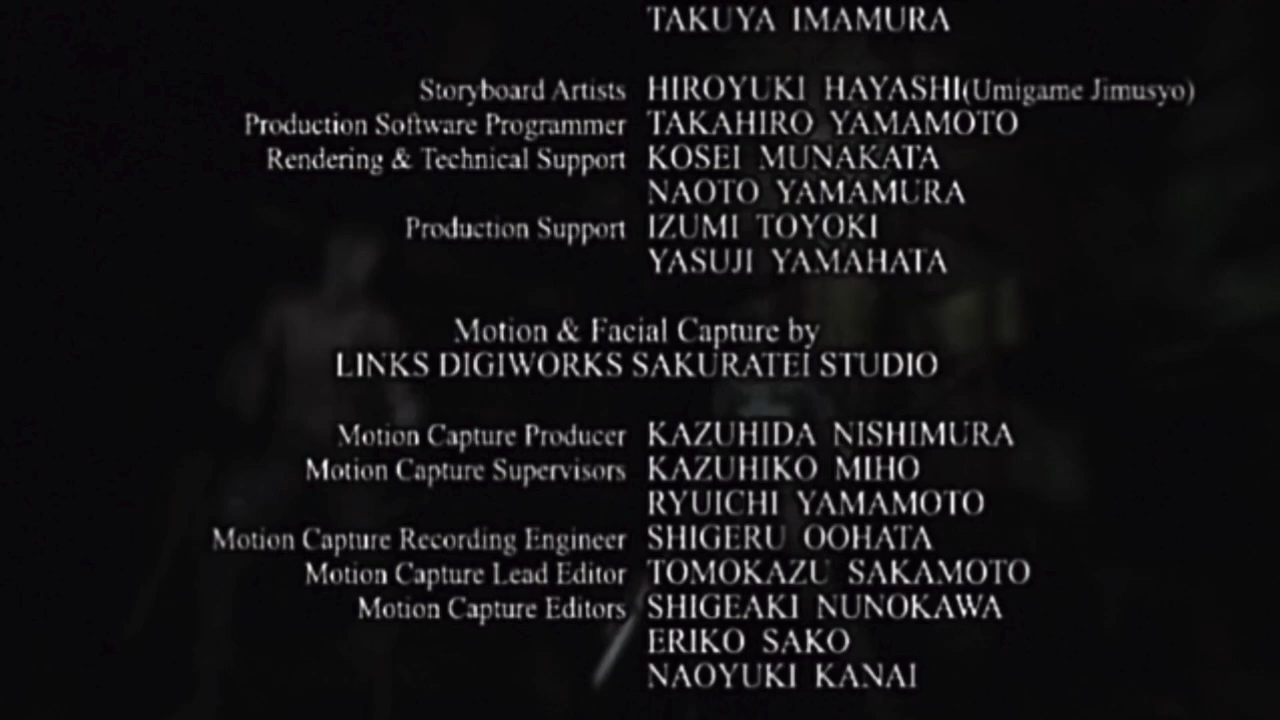 TAKUYA IMAMURA
Storyboard Artists HIROYUKI HAYASHI(Umigame Jimusyo)
Production Software Programmer TAKAHIRO YAMAMOTO
Rendering & Technical Support KOSEI MUNAKATA
NAOTO YAMAMURA
Production Support IZUMI TOYOKI
YASUJI YAMAHATA
Motion & Facial Capture by
LINKS DIGIWORKS SAKURATEI STUDIO
Motion Capture Producer KAZUHIDA NISHIMURA
Motion Capture Supervisors KAZUHIKO MIHO
RYUICHI YAMAMOTO
Motion Capture Recording Engineer SHIGERU OOHATA
Motion Capture Lead Editor TOMOKAZU SAKAMOTO
Motion Capture Editors SHIGEAKI NUNOKAWA
ERIKO SAKO
NAOYUKI KANAI